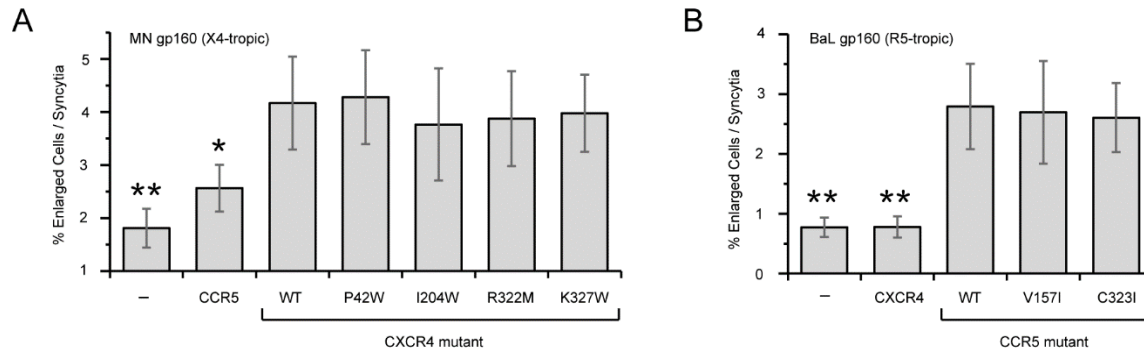 A
MN gp160 (X4-tropic)
% Enlarged Cells / Syncytia
5
4
3
2
1
**
*
– CCR5 WT P42W I204W R322M K327W
CXCR4 mutant
B
BaL gp160 (R5-tropic)
% Enlarged Cells / Syncytia
4
3
2
1
0
** **
– CXCR4 WT V157I C323I
CCR5 mutant